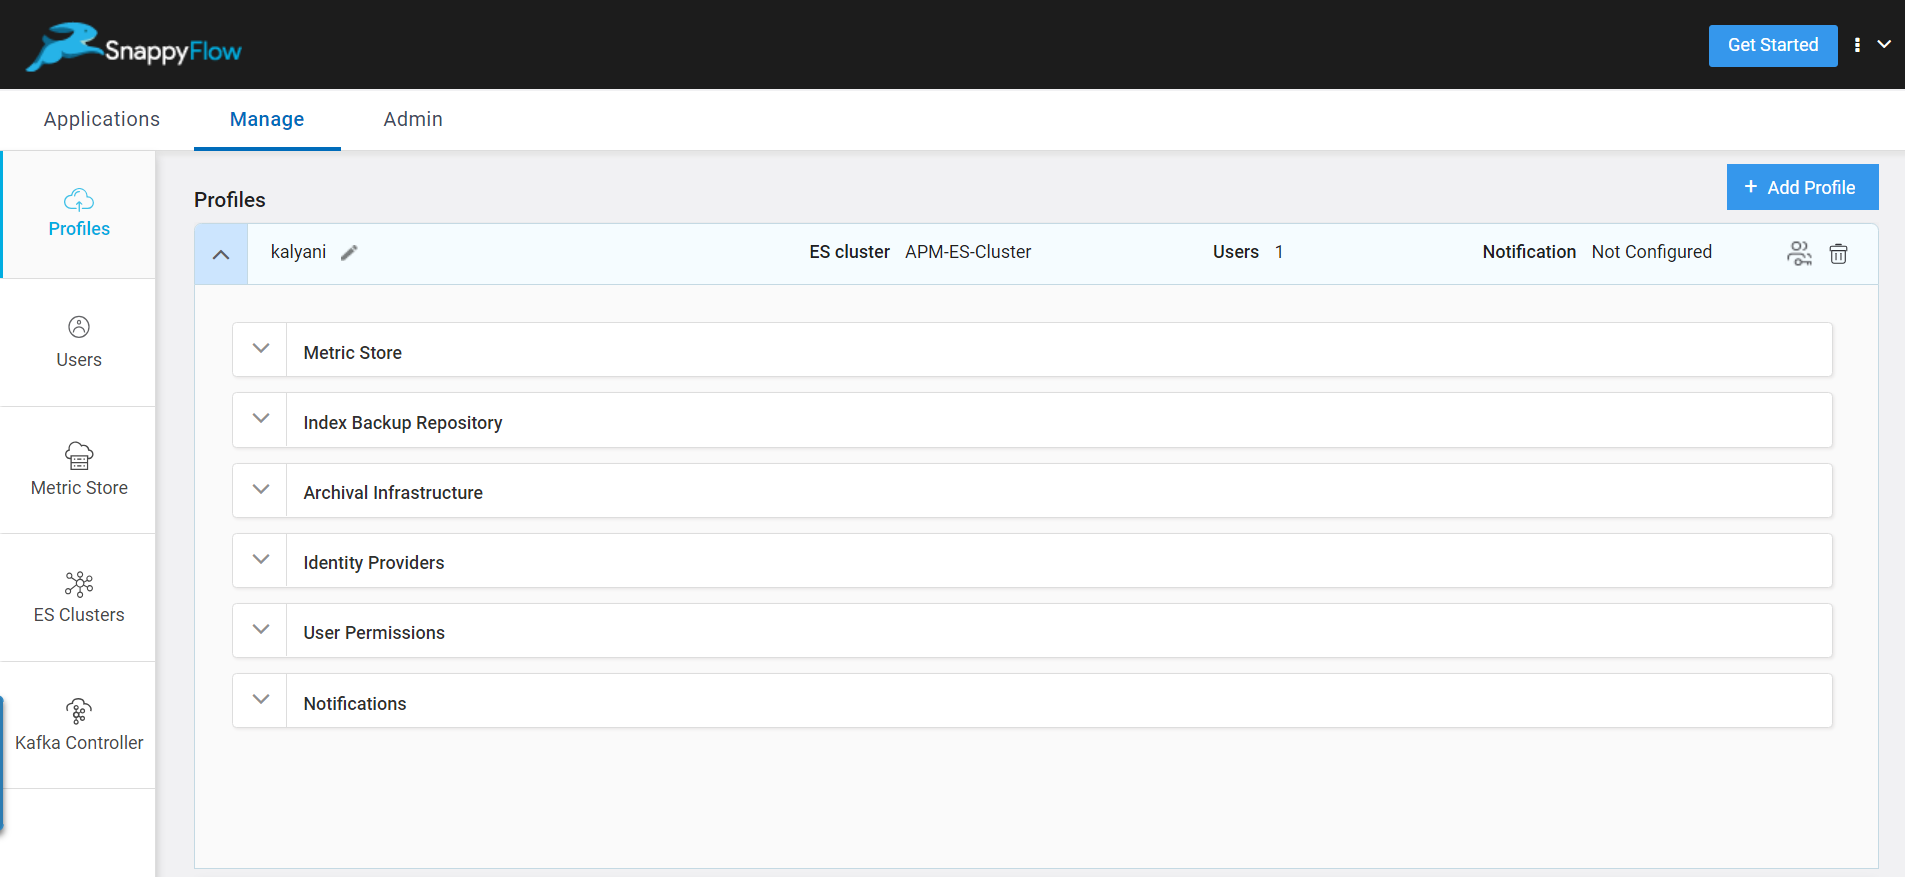 SnappyFlow
Get Started
Applications
Manage
Admin
Profiles
Users
Metric Store
ES Clusters
Kafka Controller
Profiles
+ Add Profile
kalyani
ES cluster APM-ES-Cluster
Users 1
Notification Not Configured
Metric Store
Index Backup Repository
Archival Infrastructure
Identity Providers
User Permissions
Notifications